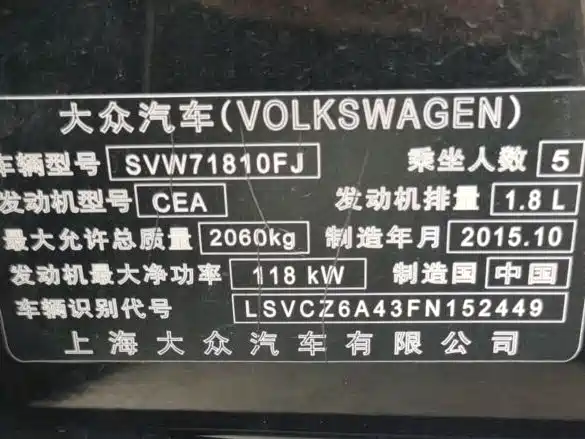 大众汽车(VOLKSWAGEN)
车辆型号 SVW71810FJ 乘坐人数 5
发动机型号 CEA 发动机排量 1.8 L
最大允许总质量 2060kg 制造年月 2015.10
发动机最大净功率 118 kW 制造国 中国
车辆识别代号 LSVCZ6A43FN152449
上海大众汽车有限公司